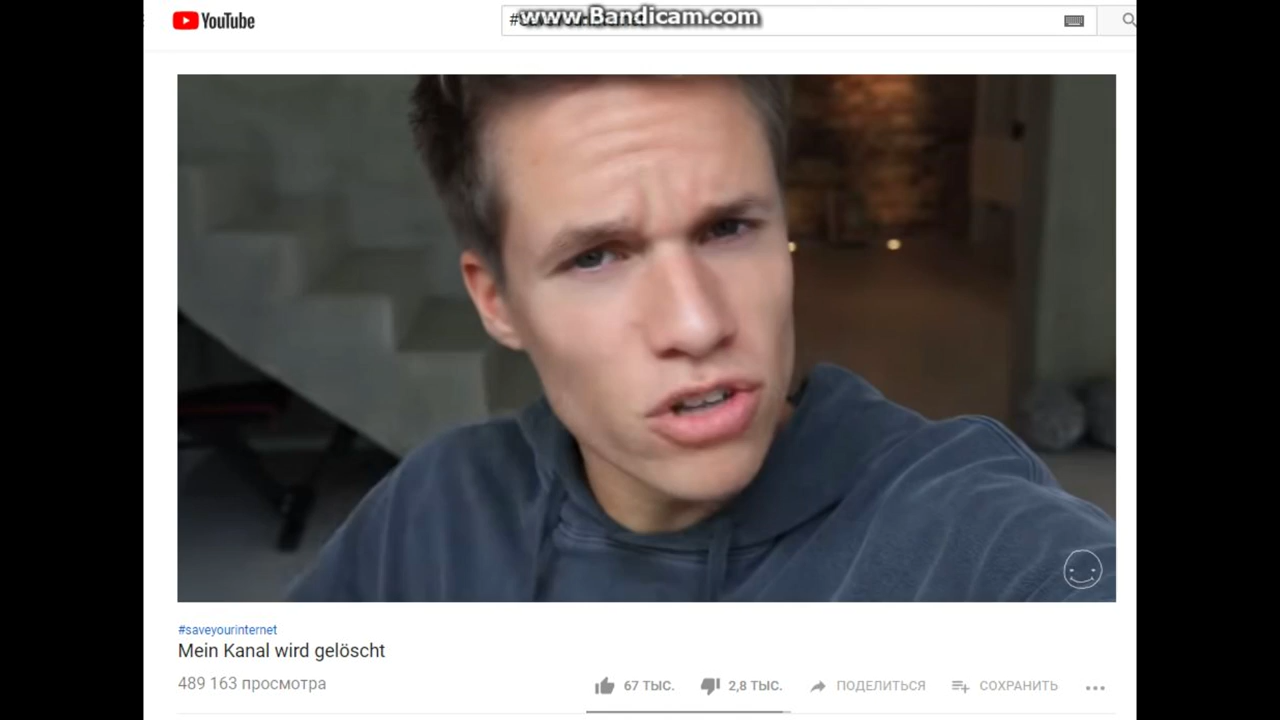 YouTube
www.Bandicam.com
#saveyourinternet
Mein Kanal wird gelöscht
489 163 просмотра
67 ТЫС.
2,8 ТЫС.
ПОДЕЛИТЬСЯ
СОХРАНИТЬ